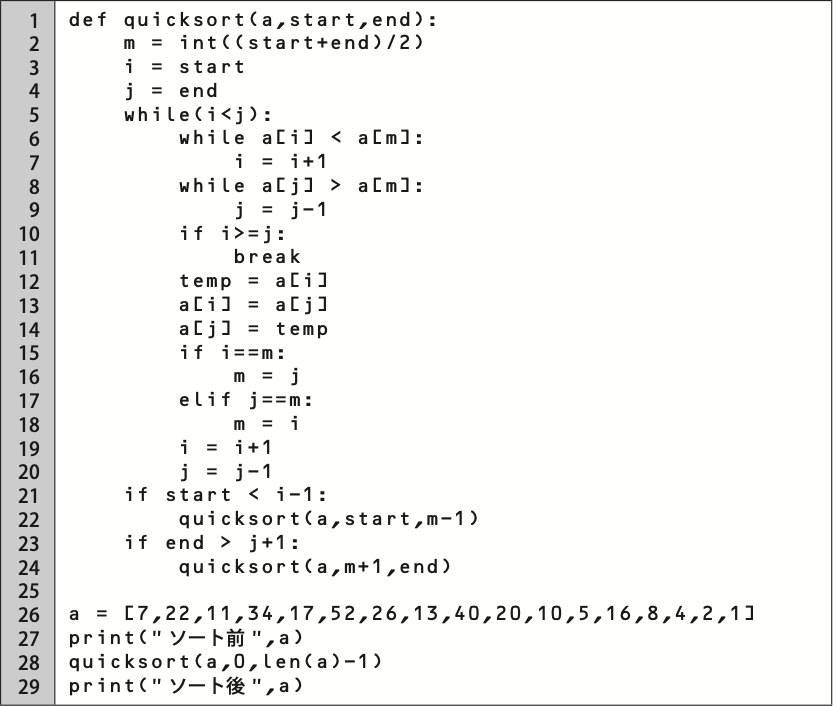 1 def quicksort(a,start,end):
2     m = int((start+end)/2)
3     i = start
4     j = end
5     while(i<j):
6         while a[i] < a[m]:
7             i = i+1
8         while a[j] > a[m]:
9             j = j-1
10         if i>=j:
11             break
12         temp = a[i]
13         a[i] = a[j]
14         a[j] = temp
15         if i==m:
16             m = j
17         elif j==m:
18             m = i
19         i = i+1
20         j = j-1
21     if start < i-1:
22         quicksort(a,start,m-1)
23     if end > j+1:
24         quicksort(a,m+1,end)
25
26 a = [7,22,11,34,17,52,26,13,40,20,10,5,16,8,4,2,1]
27 print("ソート前",a)
28 quicksort(a,0,len(a)-1)
29 print("ソート後",a)